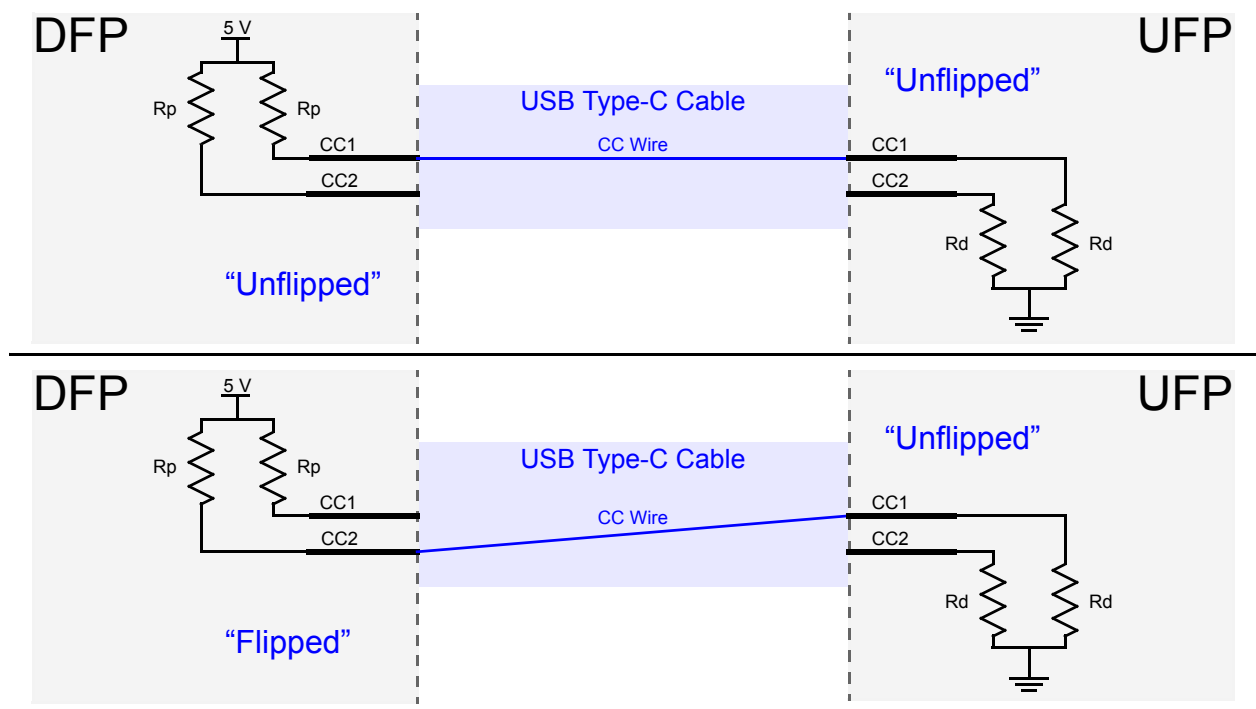 DFP
5 V
UFP
“Unflipped”
USB Type-C Cable
Rp
Rp
CC1
CC Wire
CC1
CC2
CC2
Rd
Rd
“Unflipped”
DFP
5 V
UFP
“Unflipped”
USB Type-C Cable
Rp
Rp
CC1
CC Wire
CC1
CC2
CC2
Rd
Rd
“Flipped”